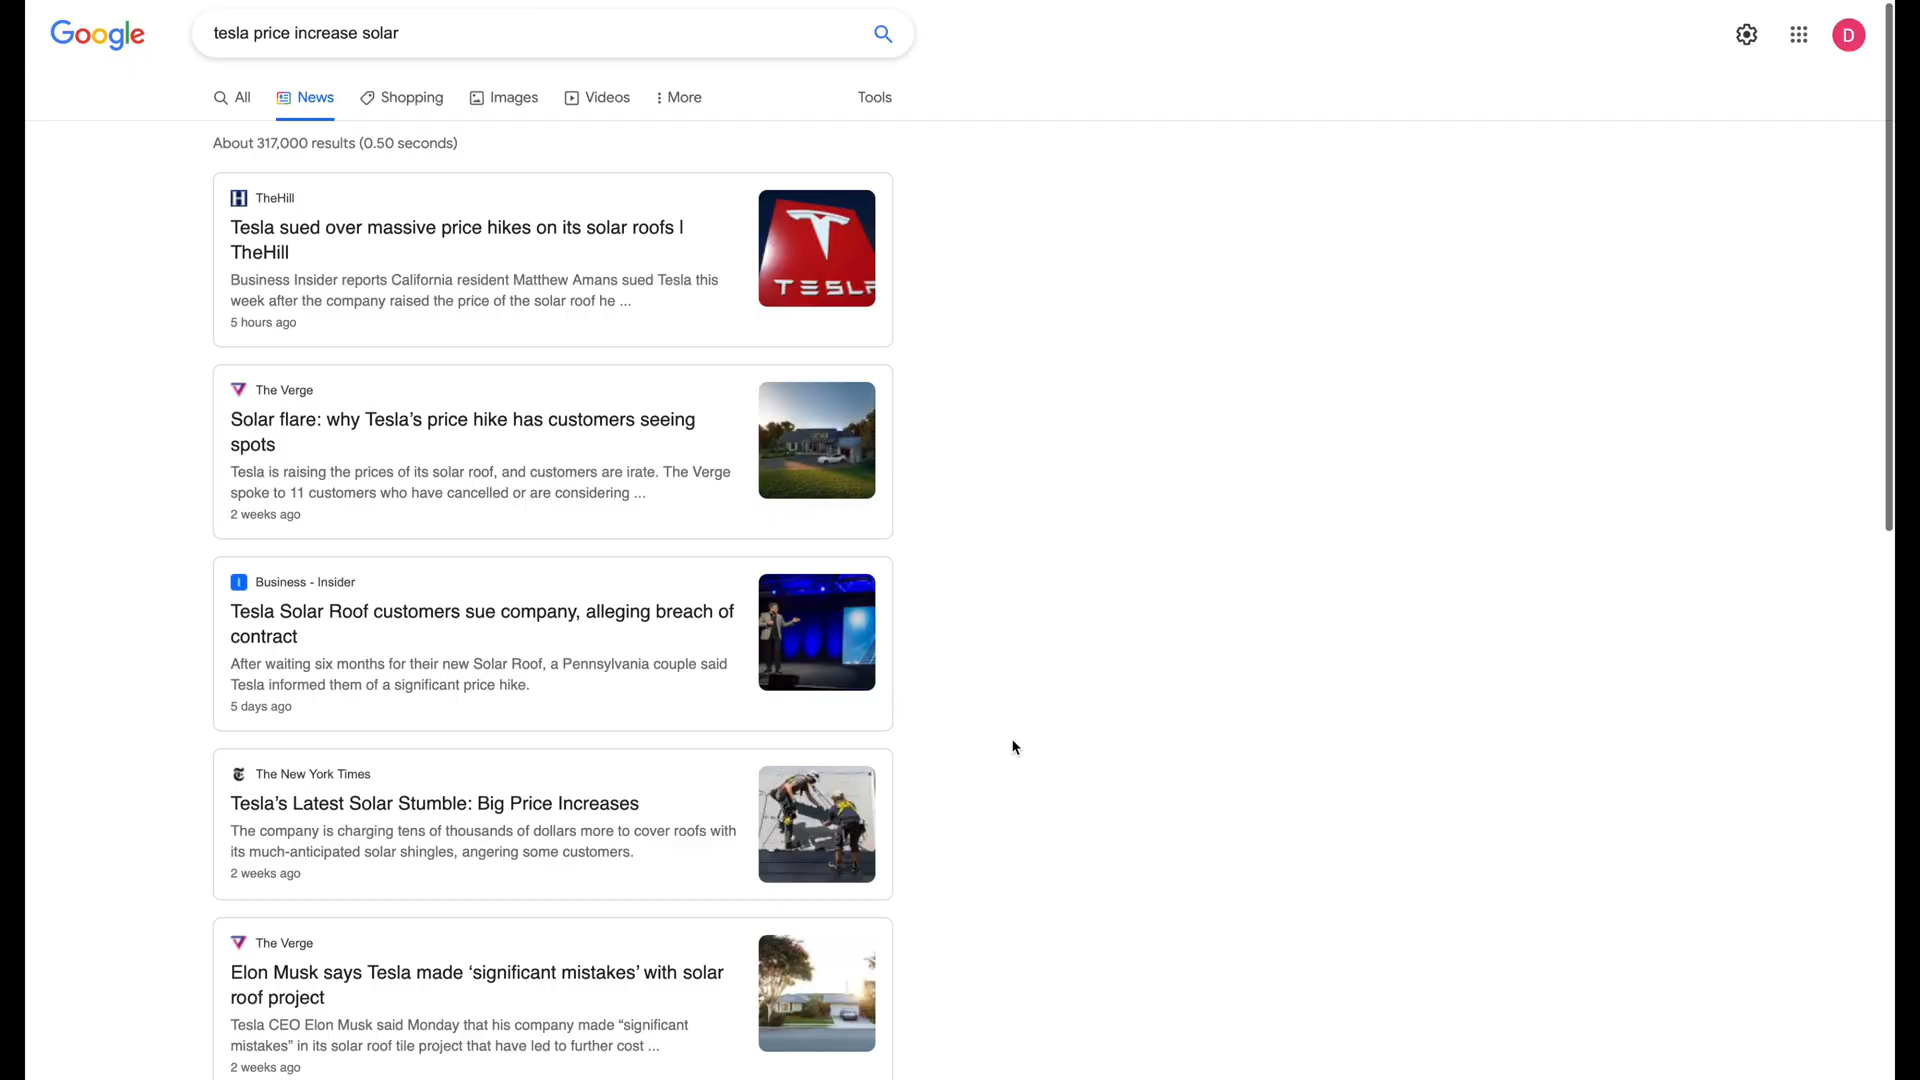 Google
tesla price increase solar
D
All
News
Shopping
Images
Videos
More
Tools
About 317,000 results (0.50 seconds)
TheHill
Tesla sued over massive price hikes on its solar roofs |
TheHill
Business Insider reports California resident Matthew Amans sued Tesla this
week after the company raised the price of the solar roof he ...
5 hours ago
TESLA
The Verge
Solar flare: why Tesla’s price hike has customers seeing
spots
Tesla is raising the prices of its solar roof, and customers are irate. The Verge
spoke to 11 customers who have cancelled or are considering ...
2 weeks ago
Business - Insider
Tesla Solar Roof customers sue company, alleging breach of
contract
After waiting six months for their new Solar Roof, a Pennsylvania couple said
Tesla informed them of a significant price hike.
5 days ago
The New York Times
Tesla’s Latest Solar Stumble: Big Price Increases
The company is charging tens of thousands of dollars more to cover roofs with
its much-anticipated solar shingles, angering some customers.
2 weeks ago
The Verge
Elon Musk says Tesla made ‘significant mistakes’ with solar
roof project
Tesla CEO Elon Musk said Monday that his company made “significant
mistakes” in its solar roof tile project that have led to further cost ...
2 weeks ago